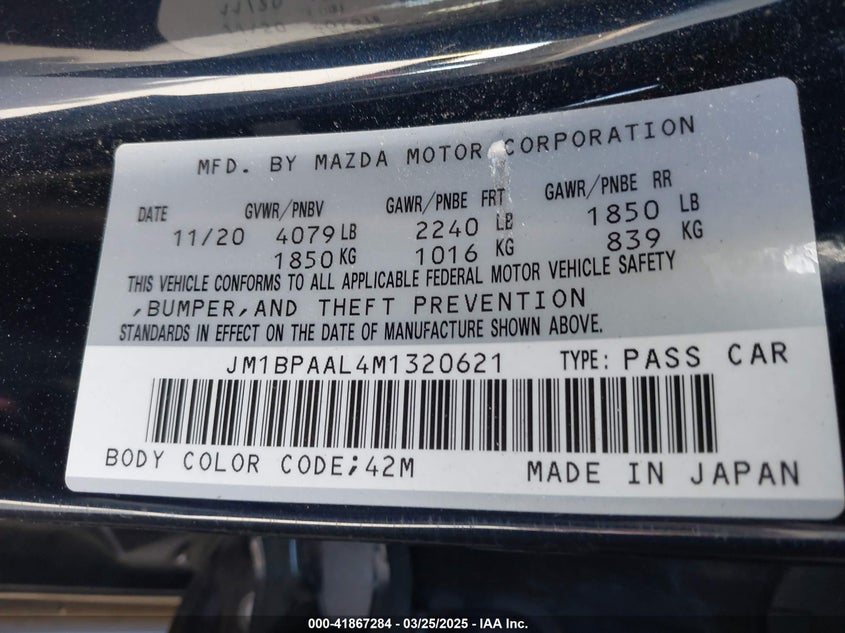 MFD. BY MAZDA MOTOR CORPORATION
DATE GVWR/PNBV GAWR/PNBE FRT GAWR/PNBE RR
11/20 4079 LB 2240 LB 1850 LB
1850 KG 1016 KG 839 KG
THIS VEHICLE CONFORMS TO ALL APPLICABLE FEDERAL MOTOR VEHICLE SAFETY
,BUMPER,AND THEFT PREVENTION
STANDARDS IN EFFECT ON THE DATE OF MANUFACTURE SHOWN ABOVE.
JM1BPAAL4M1320621 TYPE: PASS CAR
BODY COLOR CODE;42M MADE IN JAPAN
000-41867284 - 03/25/2025 - IAA Inc.